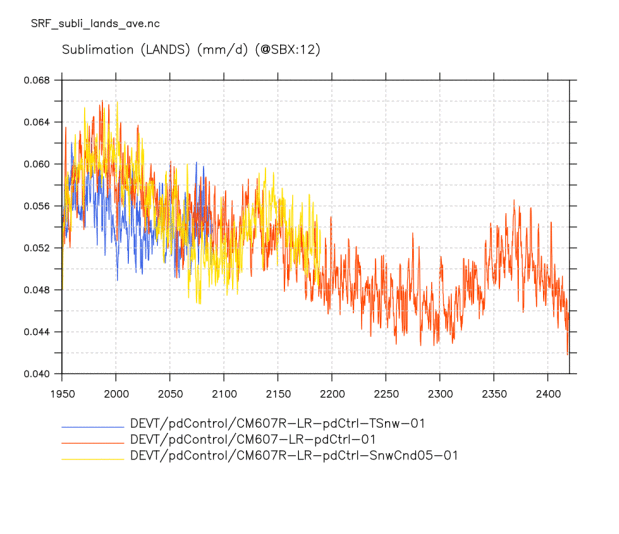 SRF_subli_lands_ave.nc
Sublimation (LANDS) (mm/d) (@SBX:12)
0.068
0.064
0.060
0.056
0.052
0.048
0.044
0.040
1950 2000 2050 2100 2150 2200 2250 2300 2350 2400
DEVT/pdControl/CM607R-LR-pdCtrl-TSnw-01
DEVT/pdControl/CM607-LR-pdCtrl-01
DEVT/pdControl/CM607R-LR-pdCtrl-SnwCnd05-01